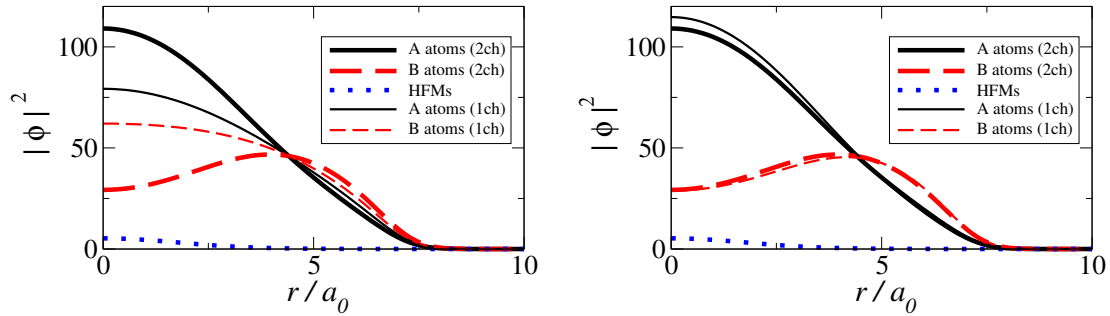 100
50
0
0
5
10
| ϕ | ²
r / a₀
A atoms (2ch)
B atoms (2ch)
HFMs
A atoms (1ch)
B atoms (1ch)
100
50
0
0
5
10
| ϕ | ²
r / a₀
A atoms (2ch)
B atoms (2ch)
HFMs
A atoms (1ch)
B atoms (1ch)